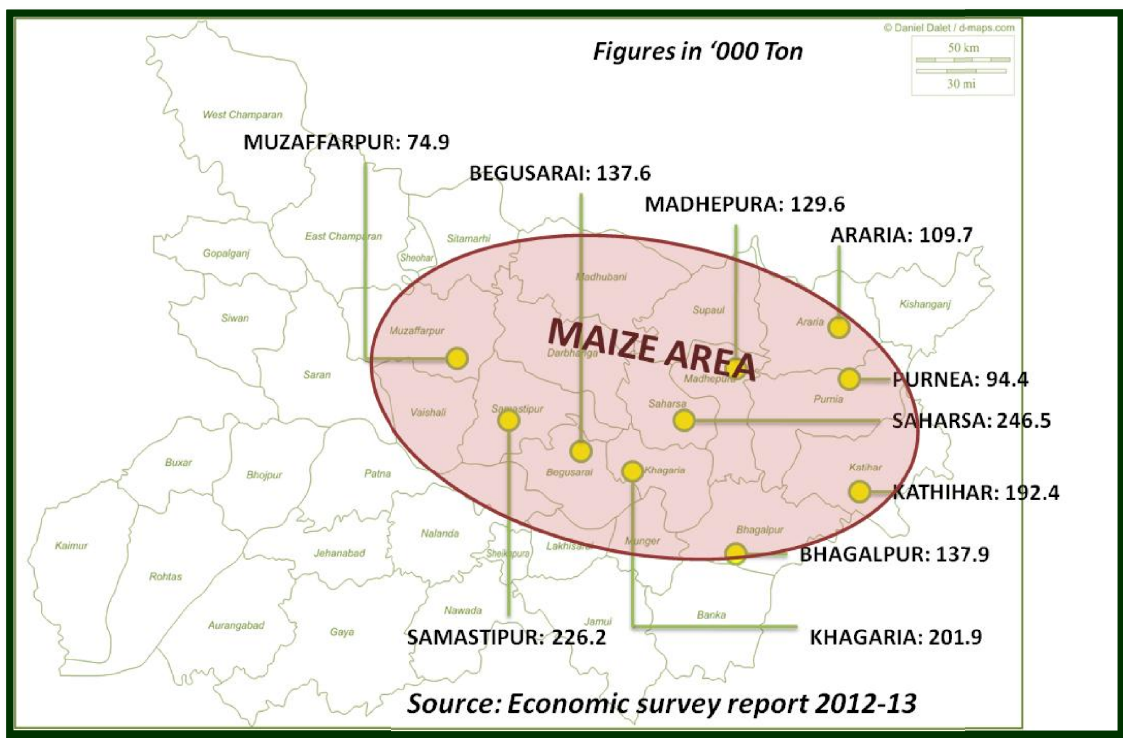 © Daniel Dalet / d-maps.com
Figures in ‘000 Ton
50 km
30 mi
West Champaran
MUZAFFARPUR: 74.9
BEGUSARAI: 137.6
MADHEPURA: 129.6
ARARIA: 109.7
East Champaran
Sitamarhi
Gopalganj
Sheohar
Madhubani
Kishanganj
Supaul
Siwan
Araria
Muzaffarpur
MAIZE AREA
Darbhanga
Saran
Madhepura
PURNEA: 94.4
Purnia
Vaishali
Samastipur
Saharsa
SAHARSA: 246.5
Buxar
Bhojpur
Patna
Begusarai
Khagaria
Katihar
KATHIHAR: 192.4
Nalanda
Bhagalpur
Kaimur
Jehanabad
Sheikhpura
Lakhisarai
Munger
BHAGALPUR: 137.9
Rohtas
Nawada
Jamui
Banka
Aurangabad
Gaya
SAMASTIPUR: 226.2
KHAGARIA: 201.9
Source: Economic survey report 2012-13